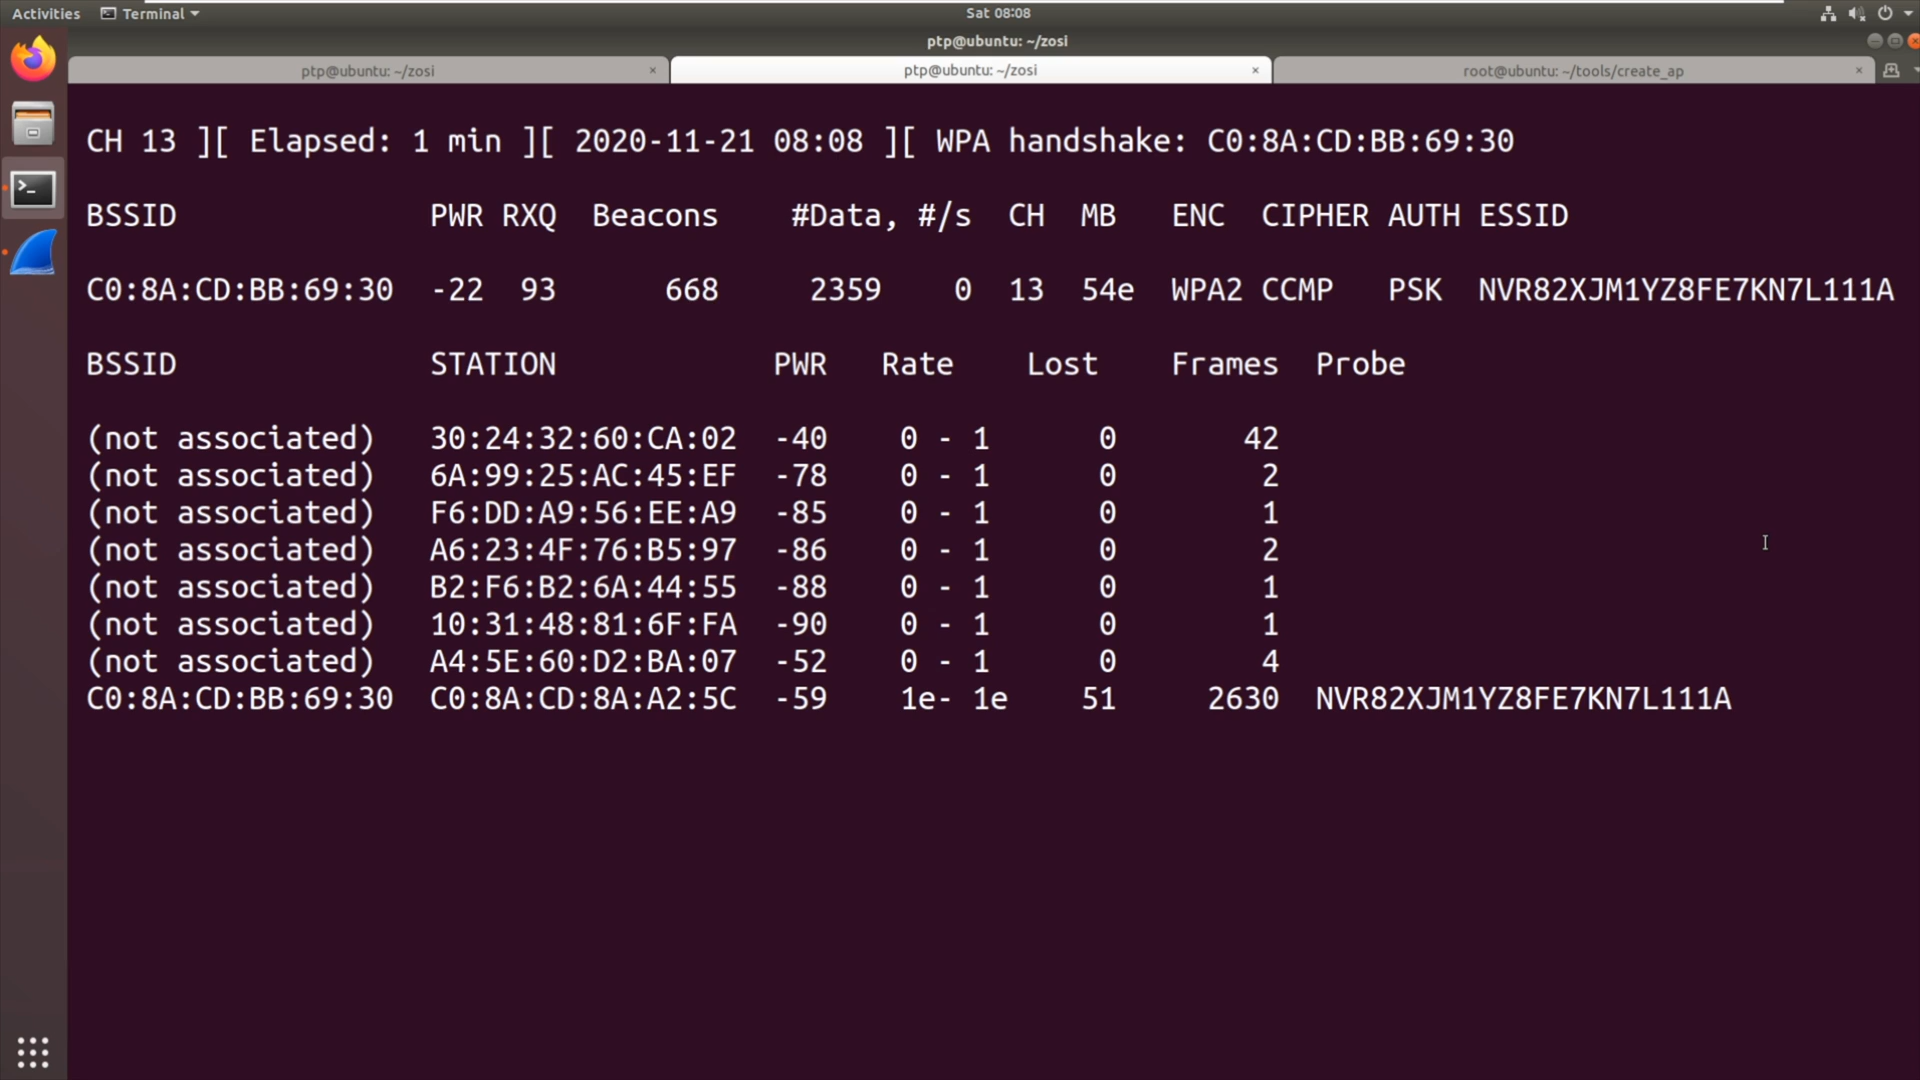 Activities Terminal Sat 08:08
ptp@ubuntu: ~/zosi
ptp@ubuntu: ~/zosi × ptp@ubuntu: ~/zosi × root@ubuntu: ~/tools/create_ap ×
CH 13 ][ Elapsed: 1 min ][ 2020-11-21 08:08 ][ WPA handshake: C0:8A:CD:BB:69:30
BSSID PWR RXQ Beacons #Data, #/s CH MB ENC CIPHER AUTH ESSID
C0:8A:CD:BB:69:30 -22 93 668 2359 0 13 54e WPA2 CCMP PSK NVR82XJM1YZ8FE7KN7L111A
BSSID STATION PWR Rate Lost Frames Probe
(not associated) 30:24:32:60:CA:02 -40 0 - 1 0 42
(not associated) 6A:99:25:AC:45:EF -78 0 - 1 0 2
(not associated) F6:DD:A9:56:EE:A9 -85 0 - 1 0 1
(not associated) A6:23:4F:76:B5:97 -86 0 - 1 0 2
(not associated) B2:F6:B2:6A:44:55 -88 0 - 1 0 1
(not associated) 10:31:48:81:6F:FA -90 0 - 1 0 1
(not associated) A4:5E:60:D2:BA:07 -52 0 - 1 0 4
C0:8A:CD:BB:69:30 C0:8A:CD:8A:A2:5C -59 1e- 1e 51 2630 NVR82XJM1YZ8FE7KN7L111A